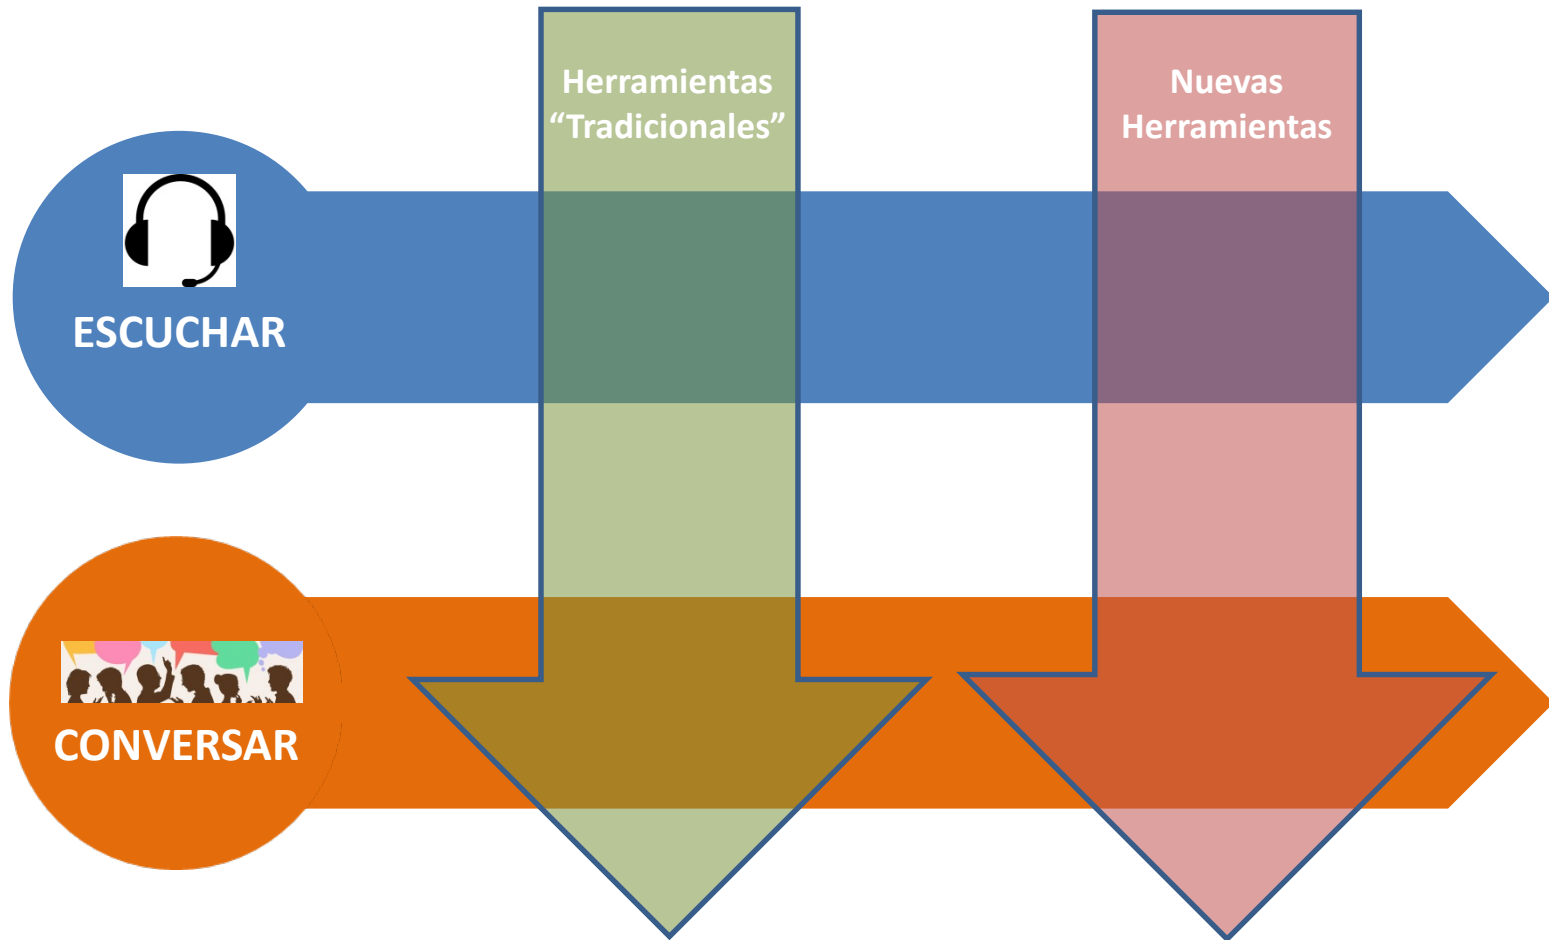 Herramientas
“Tradicionales”
Nuevas
Herramientas
ESCUCHAR
CONVERSAR